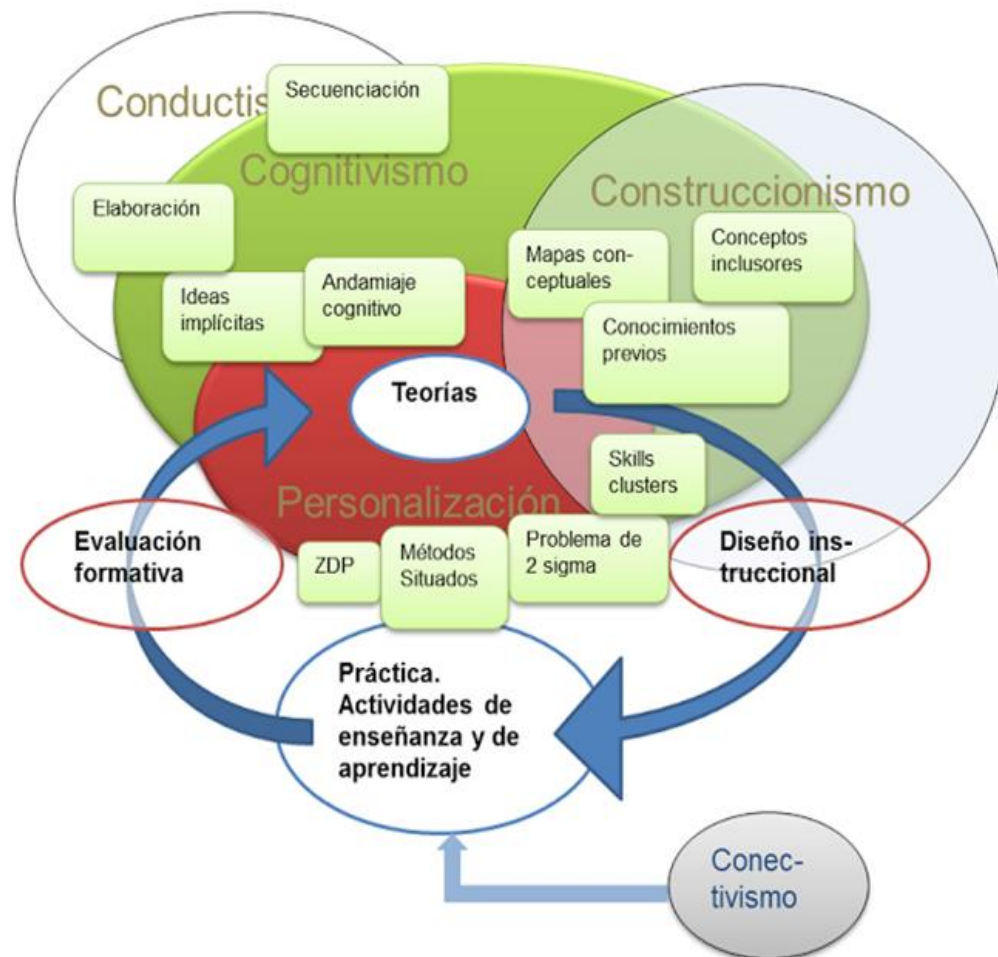 Secuenciación
Conductis
Cognitivismo
Construccionismo
Elaboración
Conceptos
inclusores
Mapas con-
ceptuales
Andamiaje
cognitivo
Ideas
implícitas
Conocimientos
previos
Teorías
Skills
clusters
Personalización
Evaluación
formativa
ZDP
Métodos
Situados
Problema de
2 sigma
Diseño ins-
truccional
Práctica.
Actividades de
enseñanza y de
aprendizaje
Conec-
tivismo